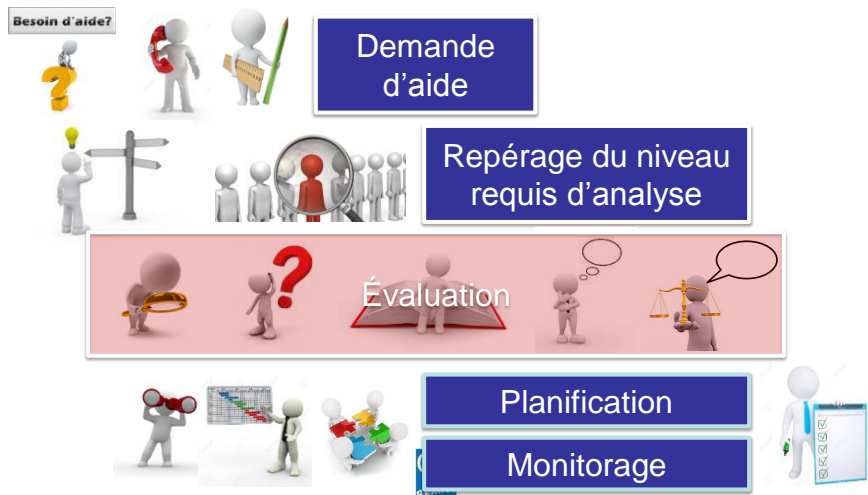 Besoin d'aide?
Demande
d'aide
Repérage du niveau
requis d'analyse
Évaluation
Planification
Monitorage